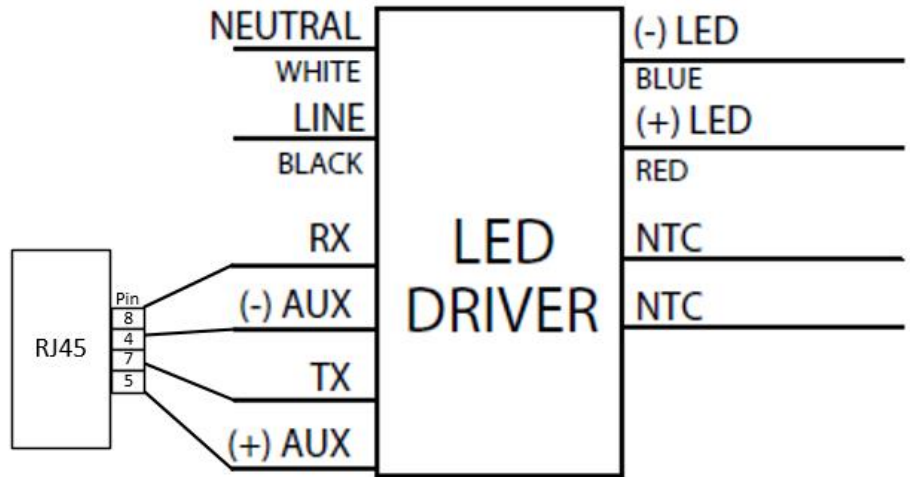 NEUTRAL
WHITE
LINE
BLACK
RX
(-) AUX
TX
(+) AUX
RJ45
Pin
8
4
7
5
LED
DRIVER
(-) LED
BLUE
(+) LED
RED
NTC
NTC